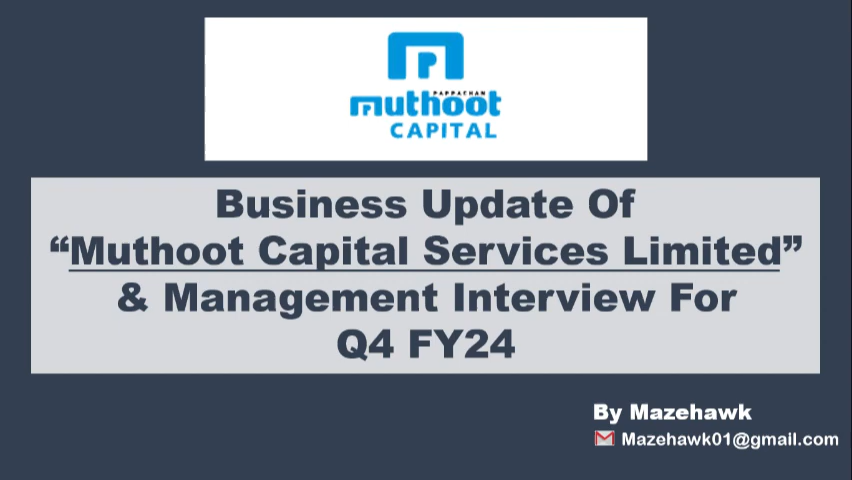 PAPPACHAN
muthoot
CAPITAL
Business Update Of
“Muthoot Capital Services Limited”
& Management Interview For
Q4 FY24
By Mazehawk
Mazehawk01@gmail.com